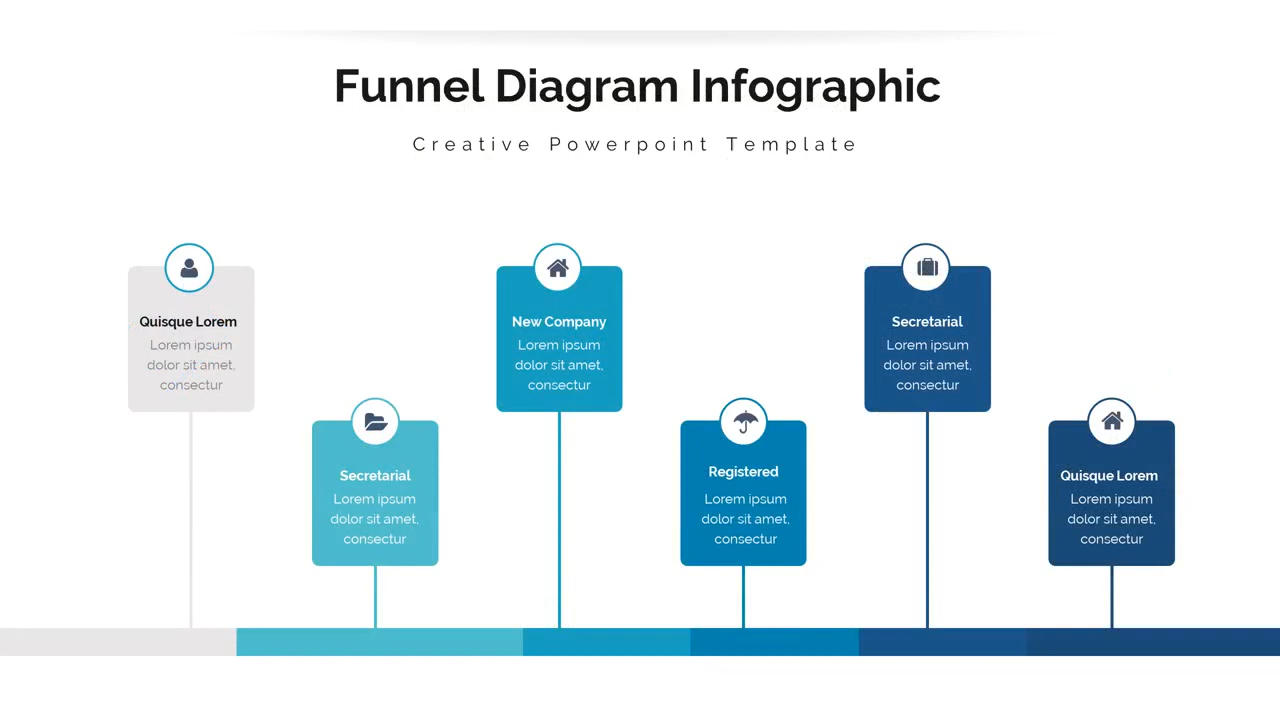 Funnel Diagram Infographic
Creative Powerpoint Template
Quisque Lorem
Lorem ipsum
dolor sit amet,
consectur
Secretarial
Lorem ipsum
dolor sit amet,
consectur
New Company
Lorem ipsum
dolor sit amet,
consectur
Registered
Lorem ipsum
dolor sit amet,
consectur
Secretarial
Lorem ipsum
dolor sit amet,
consectur
Quisque Lorem
Lorem ipsum
dolor sit amet,
consectur